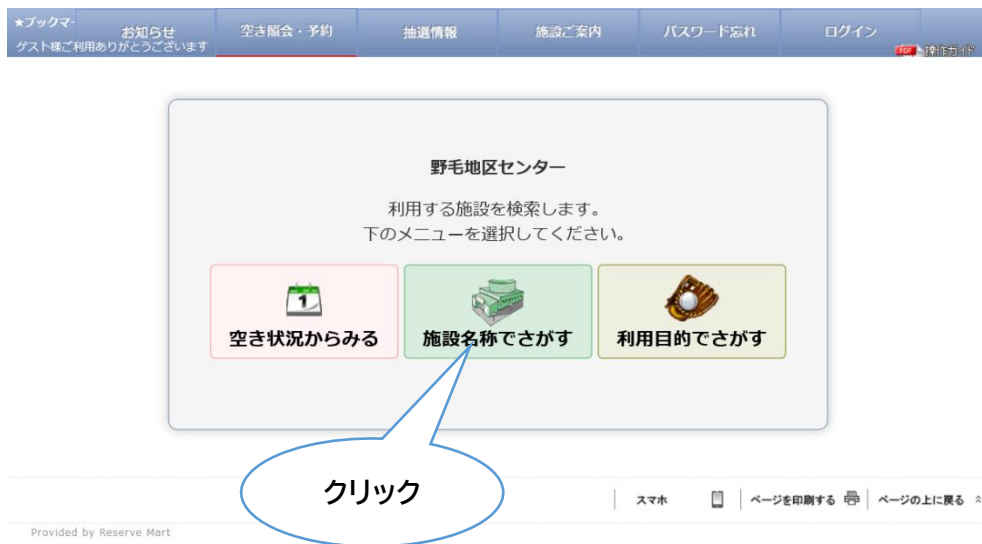 ★ブックマ-
お知らせ
空き照会・予約
抽選情報
施設ご案内
パスワード忘れ
ログイン
ゲスト様ご利用ありがとうございます
PDF 操作ガイド
野毛地区センター
利用する施設を検索します。
下のメニューを選択してください。
1
空き状況からみる
施設名称でさがす
利用目的でさがす
クリック
スマホ
ページを印刷する
ページの上に戻る
Provided by Reserve Mart